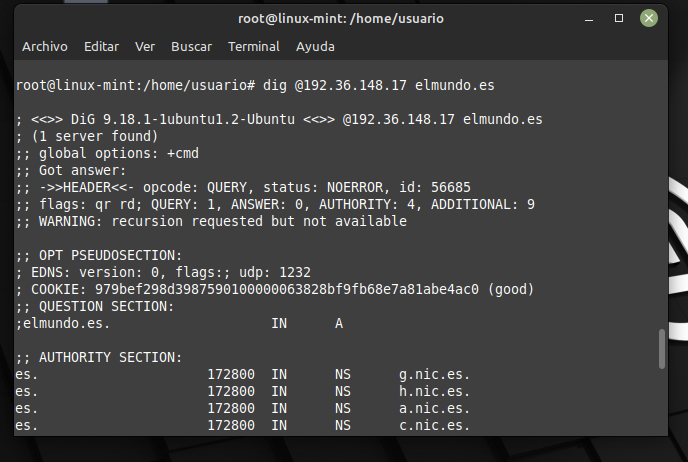 root@linux-mint: /home/usuario
Archivo Editar Ver Buscar Terminal Ayuda
root@linux-mint:/home/usuario# dig @192.36.148.17 elmundo.es
; <<>> DiG 9.18.1-1ubuntu1.2-Ubuntu <<>> @192.36.148.17 elmundo.es
; (1 server found)
;; global options: +cmd
;; Got answer:
;; ->>HEADER<<- opcode: QUERY, status: NOERROR, id: 56685
;; flags: qr rd; QUERY: 1, ANSWER: 0, AUTHORITY: 4, ADDITIONAL: 9
;; WARNING: recursion requested but not available
;; OPT PSEUDOSECTION:
; EDNS: version: 0, flags:; udp: 1232
; COOKIE: 979bef298d3987590100000063828bf9fb68e7a81abe4ac0 (good)
;; QUESTION SECTION:
;elmundo.es. IN A
;; AUTHORITY SECTION:
es. 172800 IN NS g.nic.es.
es. 172800 IN NS h.nic.es.
es. 172800 IN NS a.nic.es.
es. 172800 IN NS c.nic.es.